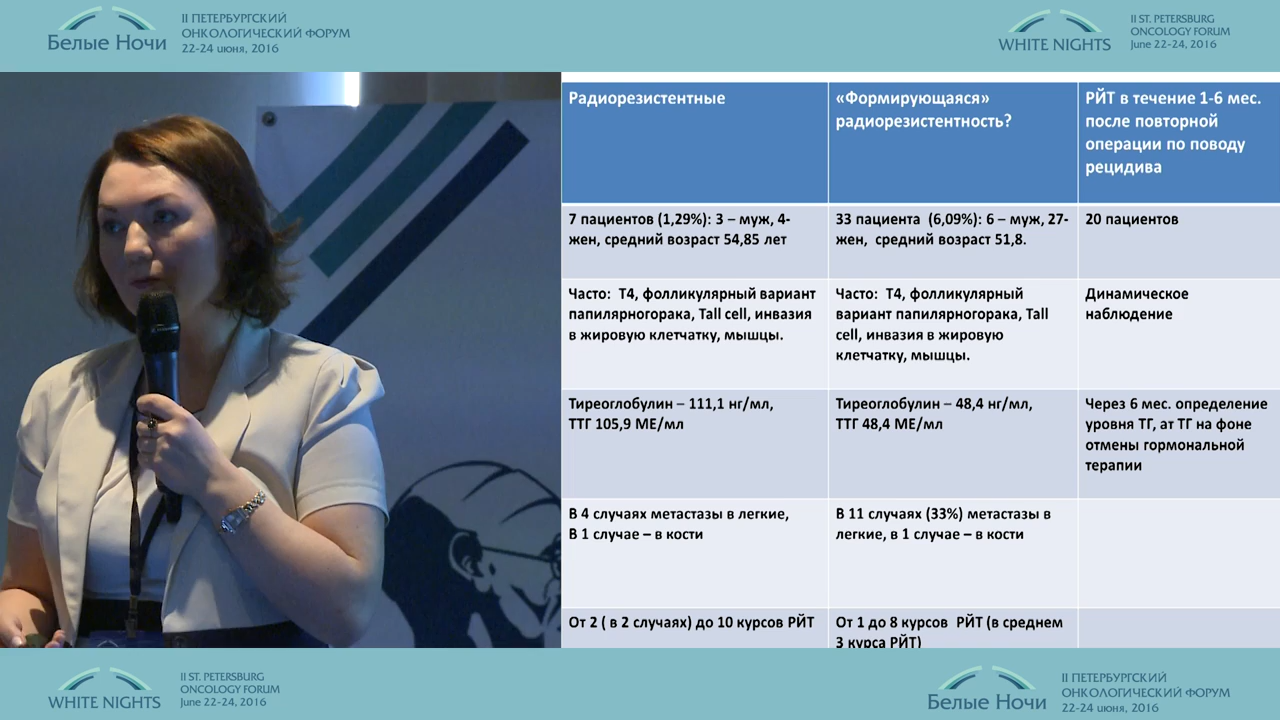 Белые Ночи
II ПЕТЕРБУРГСКИЙ
ОНКОЛОГИЧЕСКИЙ ФОРУМ
22-24 июня, 2016
WHITE NIGHTS
II ST. PETERSBURG
ONCOLOGY FORUM
June 22-24, 2016
Радиорезистентные
«Формирующаяся»
радиорезистентность?
РЙТ в течение 1-6 мес.
после повторной
операции по поводу
рецидива
7 пациентов (1,29%): 3 – муж, 4-
жен, средний возраст 54,85 лет
33 пациента (6,09%): 6 – муж, 27-
жен, средний возраст 51,8.
20 пациентов
Часто: Т4, фолликулярный вариант
папилярногорака, Tall cell, инвазия
в жировую клетчатку, мышцы.
Часто: Т4, фолликулярный
вариант папилярногорака, Tall
cell, инвазия в жировую
клетчатку, мышцы.
Динамическое
наблюдение
Тиреоглобулин – 111,1 нг/мл,
ТТГ 105,9 МЕ/мл
Тиреоглобулин – 48,4 нг/мл,
ТТГ 48,4 МЕ/мл
Через 6 мес. определение
уровня ТГ, ат ТГ на фоне
отмены гормональной
терапии
В 4 случаях метастазы в легкие,
В 1 случае – в кости
В 11 случаях (33%) метастазы в
легкие, в 1 случае – в кости
От 2 ( в 2 случаях) до 10 курсов РЙТ
От 1 до 8 курсов РЙТ (в среднем
3 курса РЙТ)
WHITE NIGHTS
II ST. PETERSBURG
ONCOLOGY FORUM
June 22-24, 2016
Белые Ночи
II ПЕТЕРБУРГСКИЙ
ОНКОЛОГИЧЕСКИЙ ФОРУМ
22-24 июня, 2016